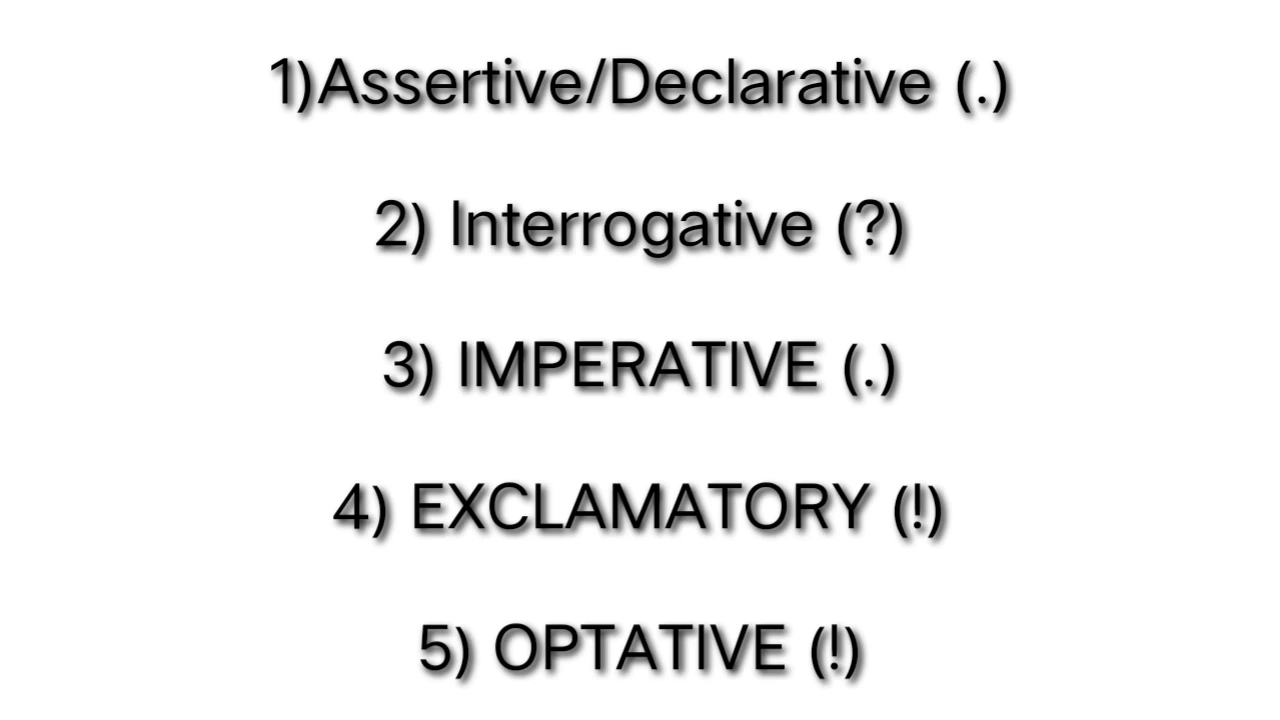 1)Assertive/Declarative (.)
2) Interrogative (?)
3) IMPERATIVE (.)
4) EXCLAMATORY (!)
5) OPTATIVE (!)